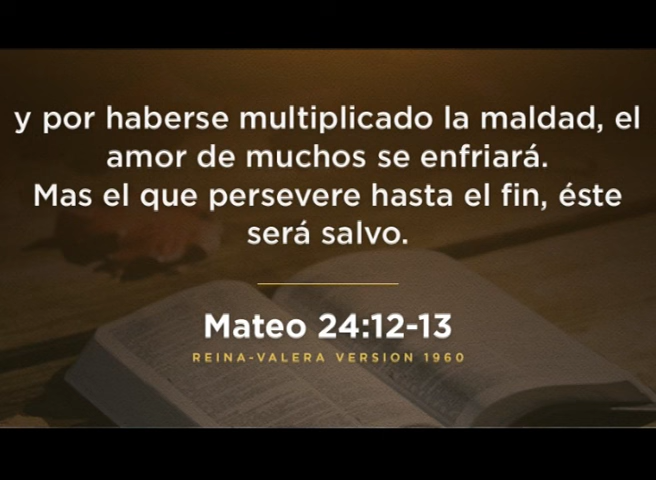 y por haberse multiplicado la maldad, el
amor de muchos se enfriará.
Mas el que persevere hasta el fin, éste
será salvo.
Mateo 24:12-13
REINA-VALERA VERSION 1960